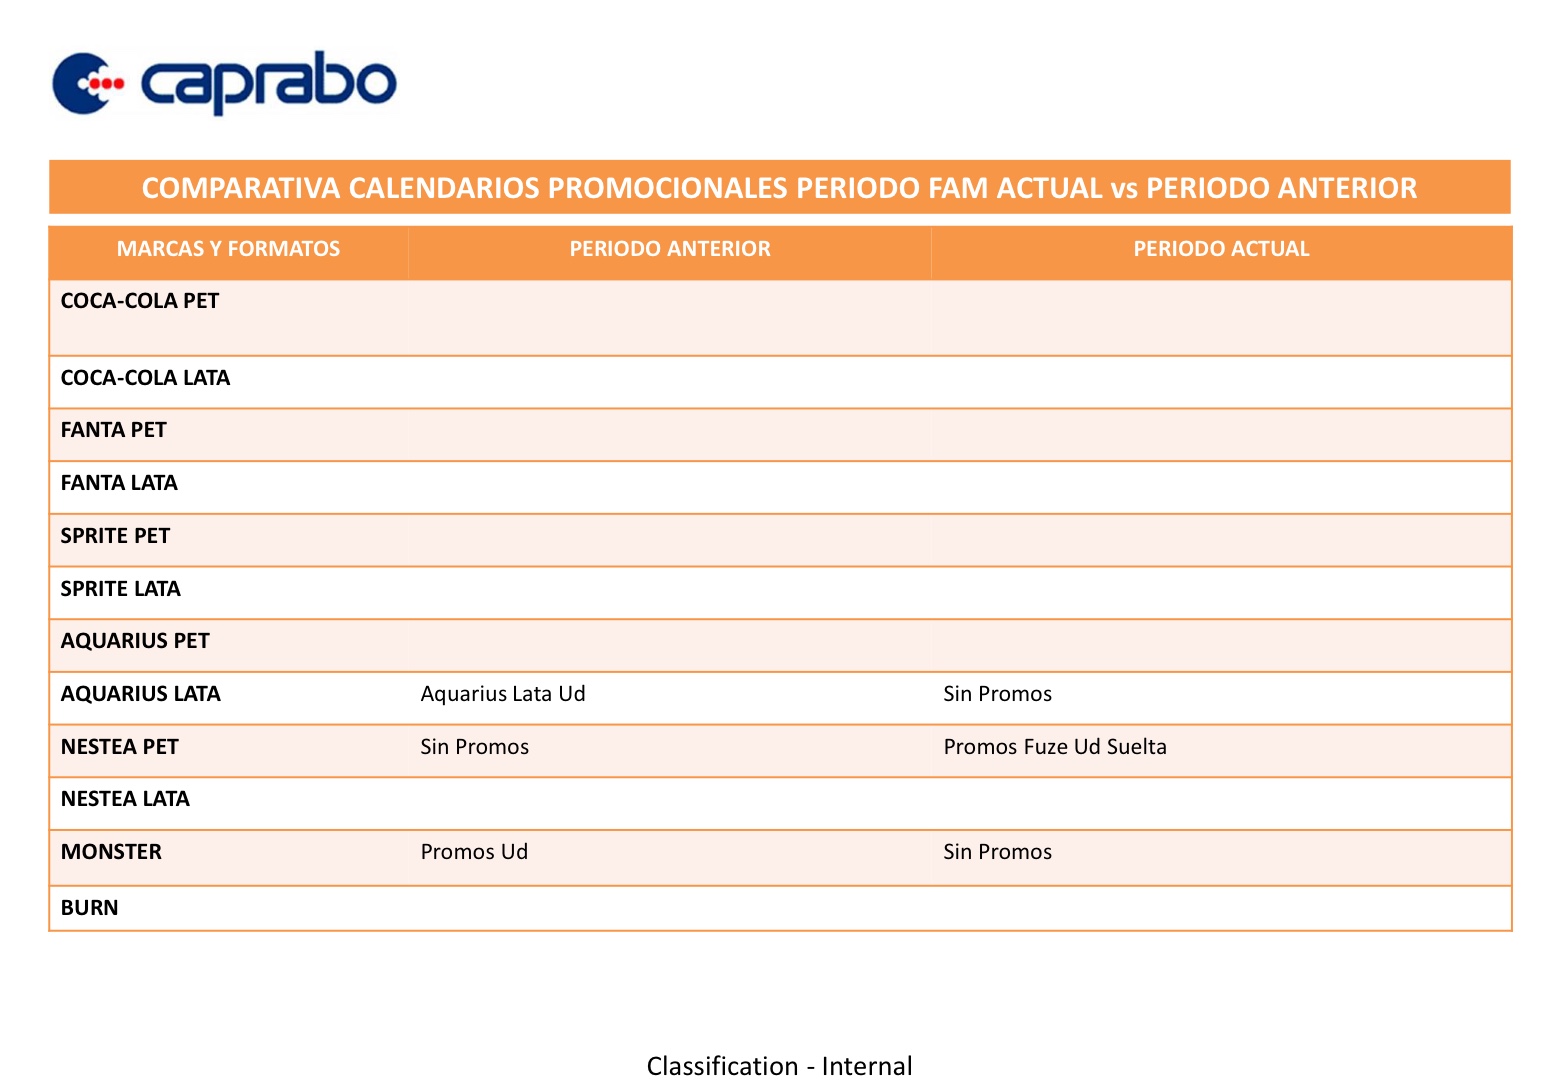 caprabo
COMPARATIVA CALENDARIOS PROMOCIONALES PERIODO FAM ACTUAL vs PERIODO ANTERIOR
MARCAS Y FORMATOS PERIODO ANTERIOR PERIODO ACTUAL
COCA-COLA PET
COCA-COLA LATA
FANTA PET
FANTA LATA
SPRITE PET
SPRITE LATA
AQUARIUS PET
AQUARIUS LATA Aquarius Lata Ud Sin Promos
NESTEA PET Sin Promos Promos Fuze Ud Suelta
NESTEA LATA
MONSTER Promos Ud Sin Promos
BURN
Classification - Internal